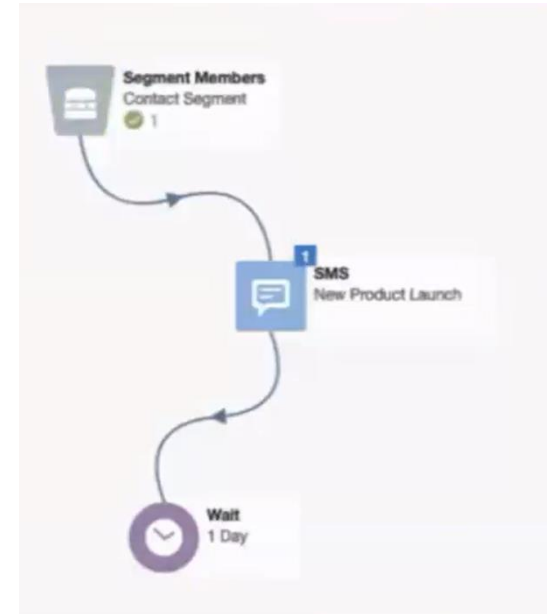 Segment Members
Contact Segment
1
1
SMS
New Product Launch
Wait
1 Day